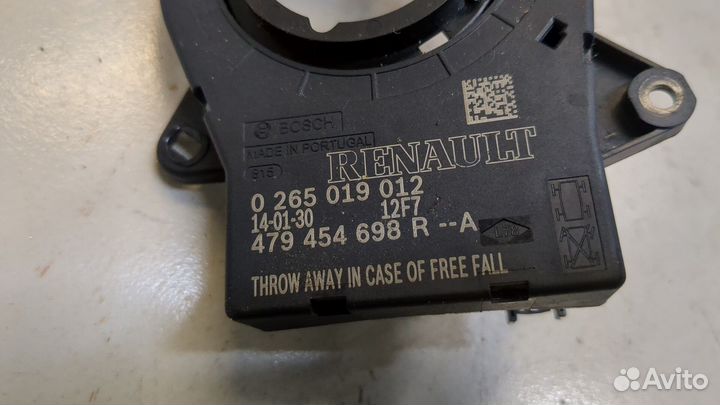 BOSCH
MADE IN PORTUGAL
RENAULT
0 265 019 012
14-01-30 12F7
479 454 698 R --A
THROW AWAY IN CASE OF FREE FALL
Avito